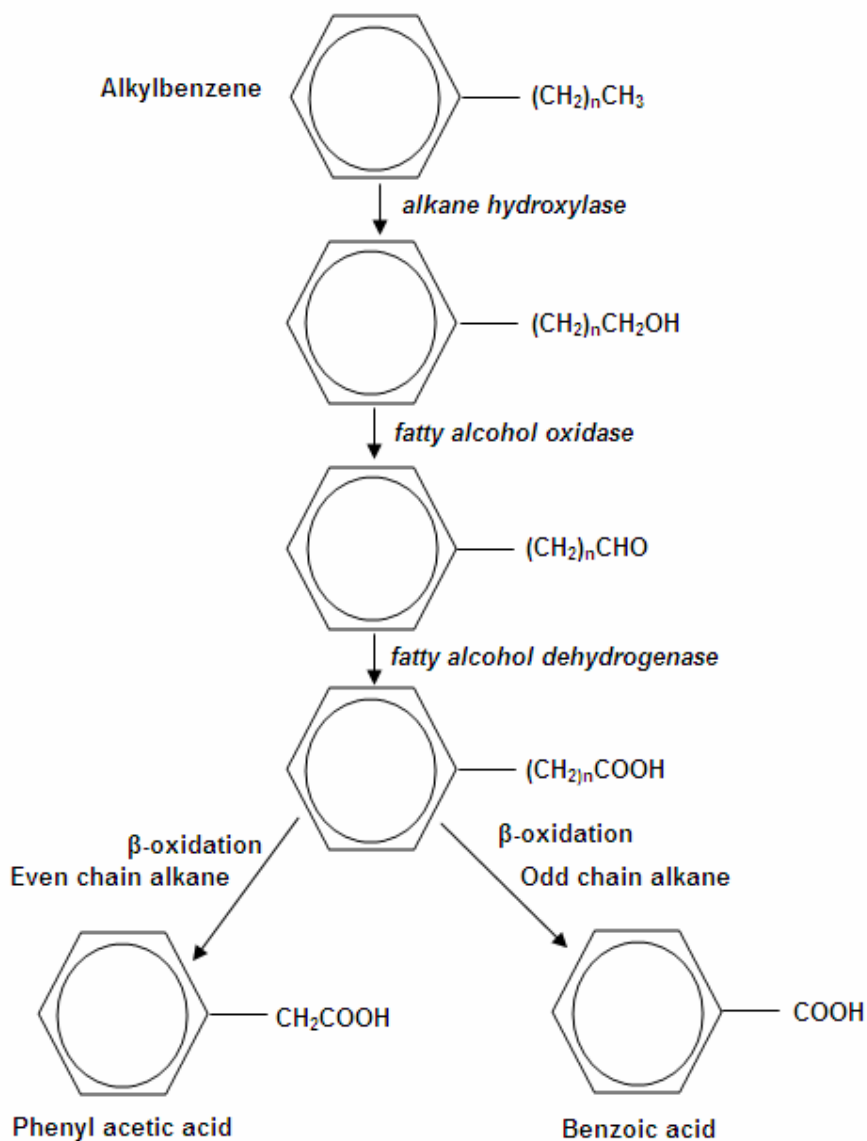 Alkylbenzene
(CH₂)ₙCH₃
alkane hydroxylase
(CH₂)ₙCH₂OH
fatty alcohol oxidase
(CH₂)ₙCHO
fatty alcohol dehydrogenase
(CH₂₎ₙCOOH
β-oxidation
Even chain alkane
β-oxidation
Odd chain alkane
CH₂COOH
COOH
Phenyl acetic acid
Benzoic acid